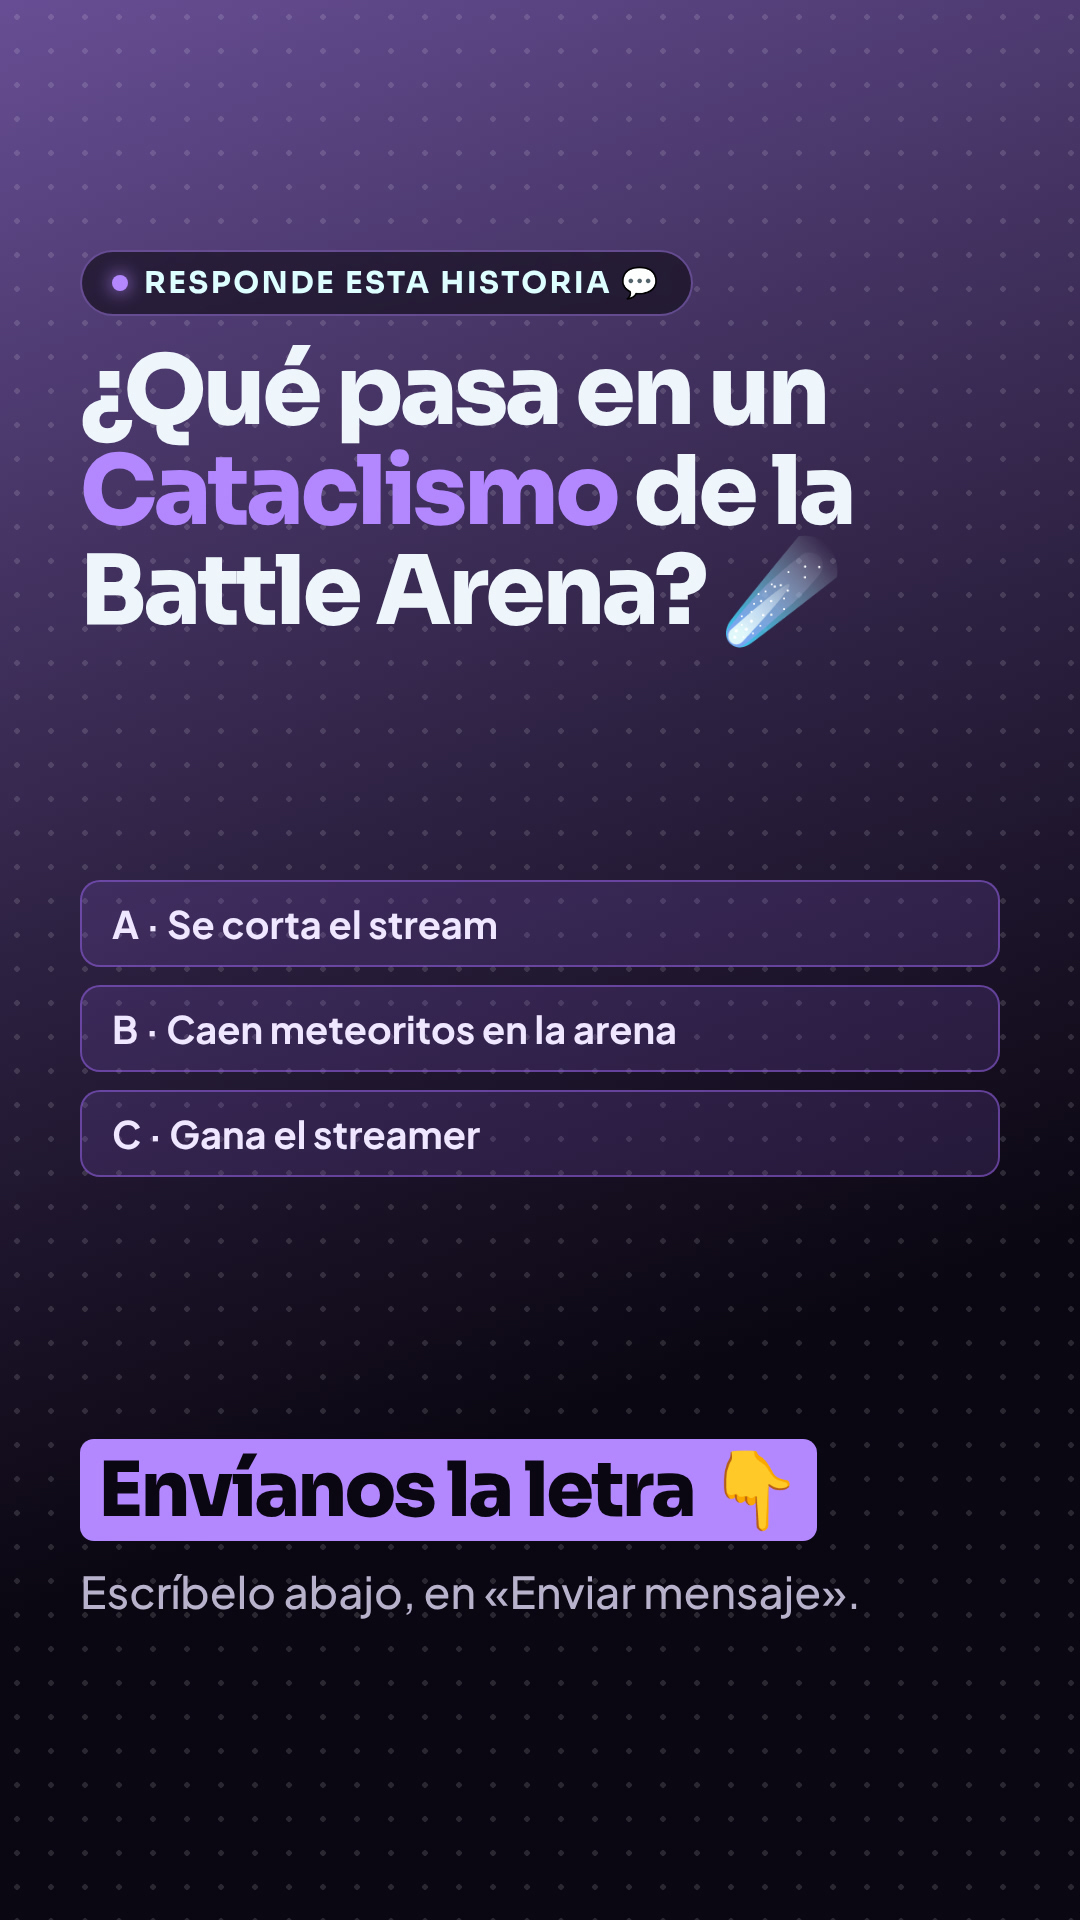 RESPONDE ESTA HISTORIA 💬
¿Qué pasa en un
Cataclismo de la
Battle Arena? ☄️
A · Se corta el stream
B · Caen meteoritos en la arena
C · Gana el streamer
Envíanos la letra 👇
Escríbelo abajo, en «Enviar mensaje».